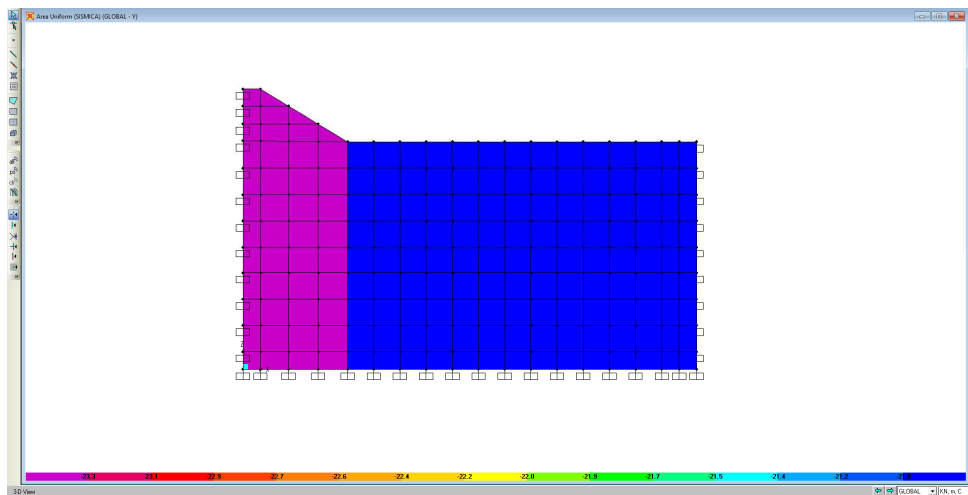 Area Uniform (SISMICA) (GLOBAL - Y)
all
Z
X
-23.3 -23.1 -22.9 -22.7 -22.6 -22.4 -22.2 -22.0 -21.9 -21.7 -21.5 -21.4 -21.2
3-D View
GLOBAL
KN, m, C